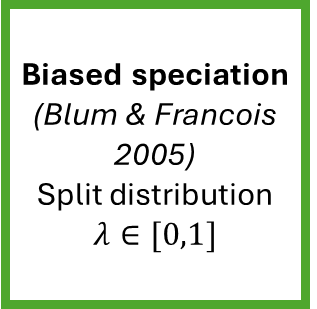 Biased speciation
(Blum & Francois
2005)
Split distribution
𝜆 ∈ [0,1]